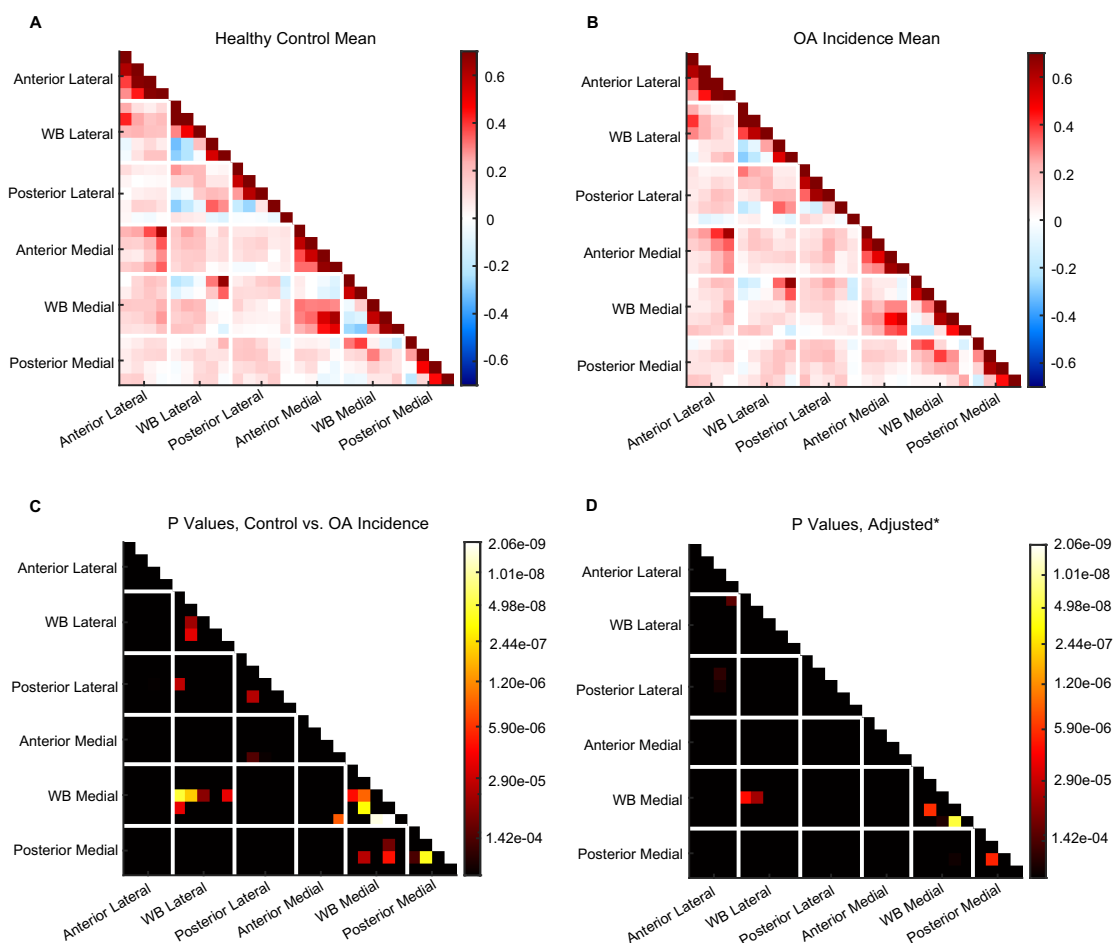 A
Healthy Control Mean
Anterior Lateral
WB Lateral
Posterior Lateral
Anterior Medial
WB Medial
Posterior Medial
Anterior Lateral
WB Lateral
Posterior Lateral
Anterior Medial
WB Medial
Posterior Medial
0.6
0.4
0.2
0
-0.2
-0.4
-0.6
B
OA Incidence Mean
Anterior Lateral
WB Lateral
Posterior Lateral
Anterior Medial
WB Medial
Posterior Medial
Anterior Lateral
WB Lateral
Posterior Lateral
Anterior Medial
WB Medial
Posterior Medial
0.6
0.4
0.2
0
-0.2
-0.4
-0.6
C
P Values, Control vs. OA Incidence
Anterior Lateral
WB Lateral
Posterior Lateral
Anterior Medial
WB Medial
Posterior Medial
Anterior Lateral
WB Lateral
Posterior Lateral
Anterior Medial
WB Medial
Posterior Medial
2.06e-09
1.01e-08
4.98e-08
2.44e-07
1.20e-06
5.90e-06
2.90e-05
1.42e-04
D
P Values, Adjusted*
Anterior Lateral
WB Lateral
Posterior Lateral
Anterior Medial
WB Medial
Posterior Medial
Anterior Lateral
WB Lateral
Posterior Lateral
Anterior Medial
WB Medial
Posterior Medial
2.06e-09
1.01e-08
4.98e-08
2.44e-07
1.20e-06
5.90e-06
2.90e-05
1.42e-04